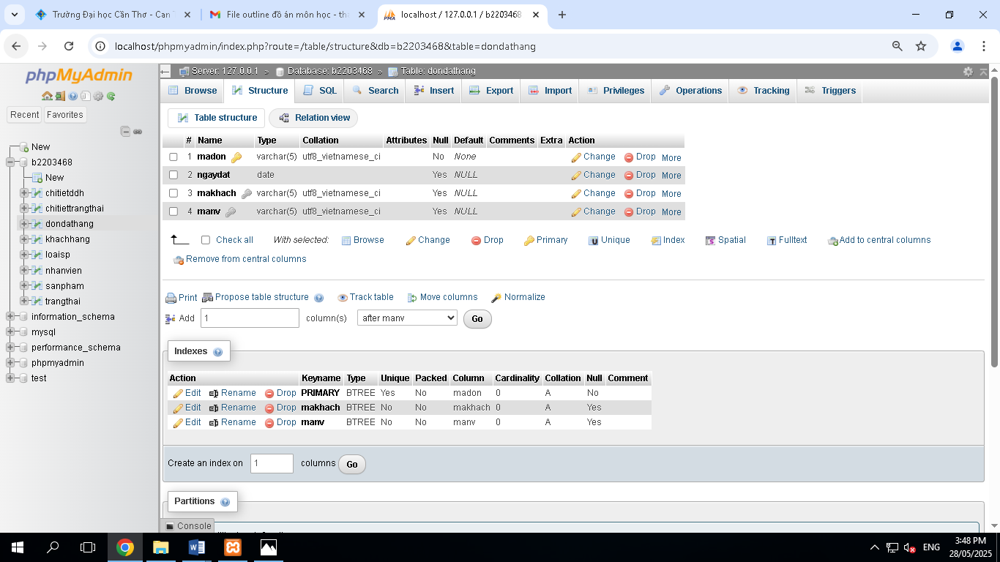 Trường Đại học Cần Thơ - Can T
File outline đồ án môn học - th
localhost / 127.0.0.1 / b2203468
localhost/phpmyadmin/index.php?route=/table/structure&db=b2203468&table=dondathang
phpMyAdmin
Recent Favorites
New
b2203468
New
chitietddh
chitiettrangthai
dondathang
khachhang
loaisp
nhanvien
sanpham
trangthai
information_schema
mysql
performance_schema
phpmyadmin
test
Server: 127.0.0.1 » Database: b2203468 » Table: dondathang
Browse Structure SQL Search Insert Export Import Privileges Operations Tracking Triggers
Table structure Relation view
# Name Type Collation Attributes Null Default Comments Extra Action
1 madon varchar(5) utf8_vietnamese_ci No None Change Drop More
2 ngaydat date Yes NULL Change Drop More
3 makhach varchar(5) utf8_vietnamese_ci Yes NULL Change Drop More
4 manv varchar(5) utf8_vietnamese_ci Yes NULL Change Drop More
Check all With selected: Browse Change Drop Primary Unique Index Spatial Fulltext Add to central columns
Remove from central columns
Print Propose table structure Track table Move columns Normalize
Add 1 column(s) after manv Go
Indexes
Action Keyname Type Unique Packed Column Cardinality Collation Null Comment
Edit Rename Drop PRIMARY BTREE Yes No madon 0 A No
Edit Rename Drop makhach BTREE No No makhach 0 A Yes
Edit Rename Drop manv BTREE No No manv 0 A Yes
Create an index on 1 columns Go
Partitions
Console
ENG
3:48 PM
28/05/2025